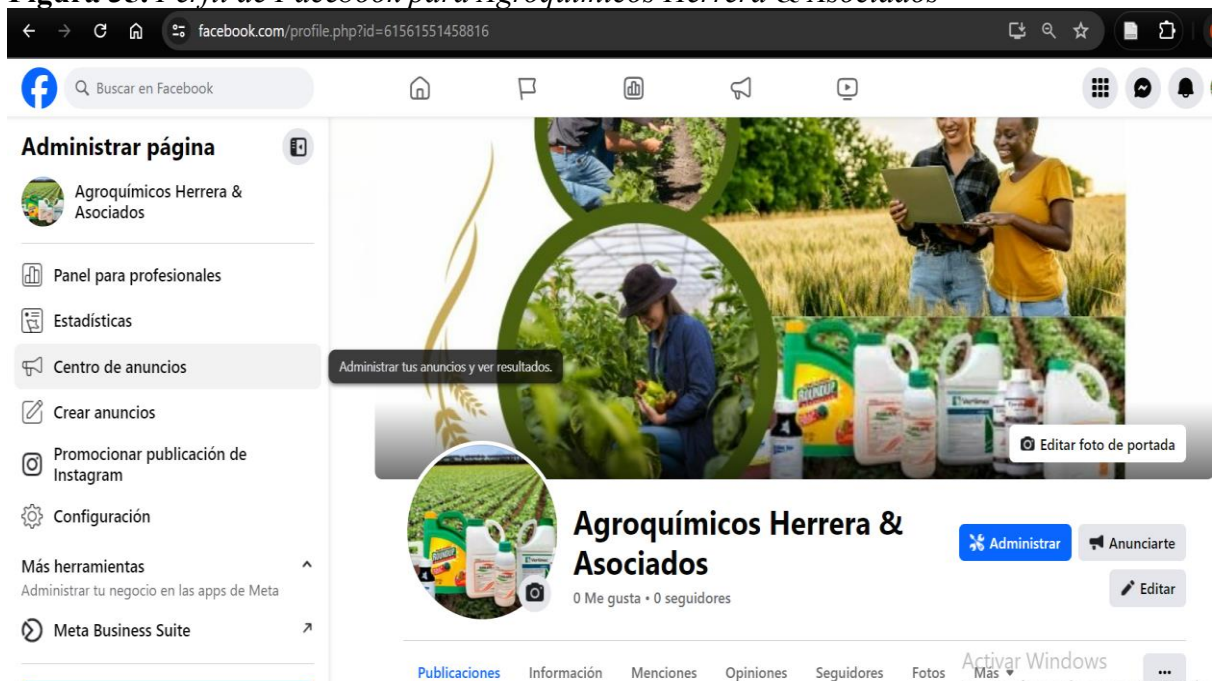 Figura 38. Perfil de Facebook para Agroquímicos Herrera & Asociados
facebook.com/profile.php?id=61561551458816
Buscar en Facebook
Administrar página
Agroquímicos Herrera &
Asociados
Panel para profesionales
Estadísticas
Centro de anuncios
Administrar tus anuncios y ver resultados.
Crear anuncios
Promocionar publicación de
Instagram
Configuración
Más herramientas
Administrar tu negocio en las apps de Meta
Meta Business Suite
ROUNDUP
Vertimec
Editar foto de portada
ROUNDUP
Agroquímicos Herrera &
Asociados
0 Me gusta • 0 seguidores
Administrar
Anunciarte
Editar
Publicaciones Información Menciones Opiniones Seguidores Fotos Más
Activar Windows